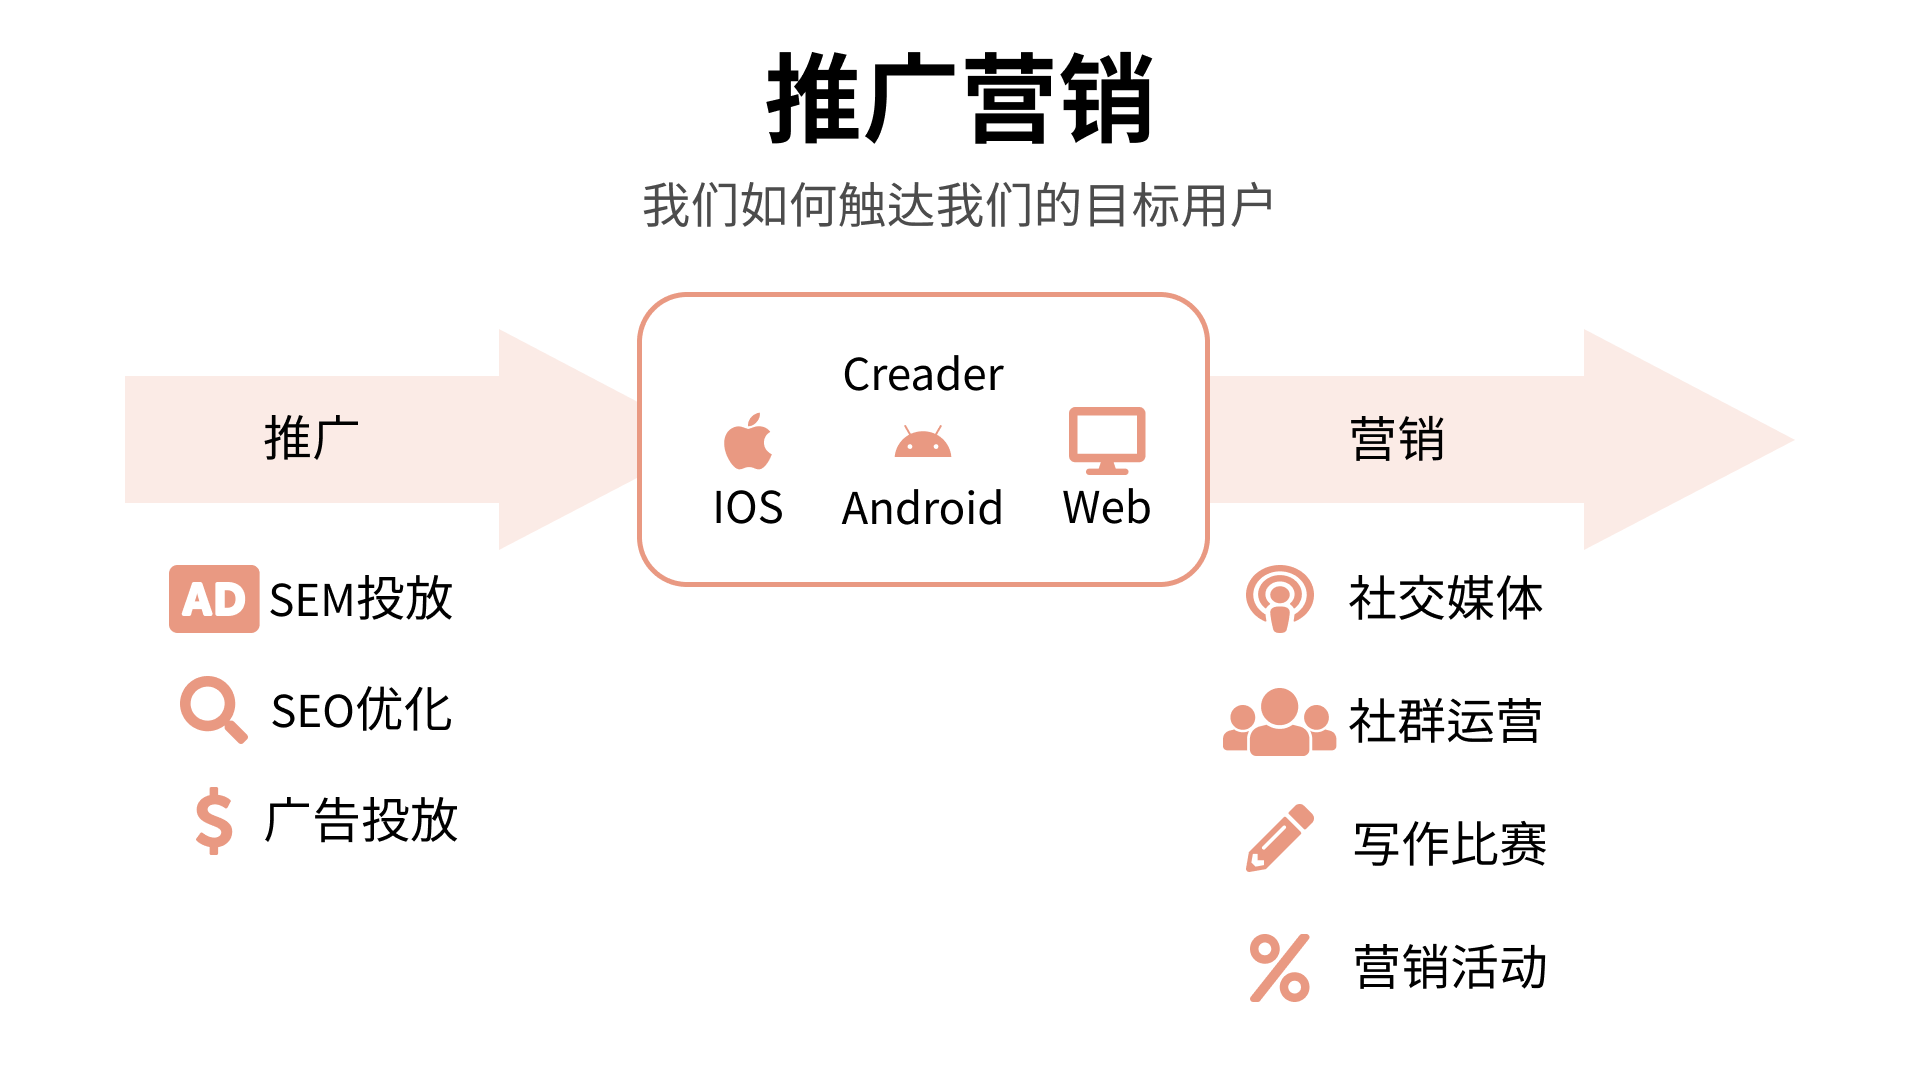 推广营销
我们如何触达我们的目标用户
推广
Creader
IOS
Android
Web
营销
AD SEM投放
SEO优化
广告投放
社交媒体
社群运营
写作比赛
营销活动